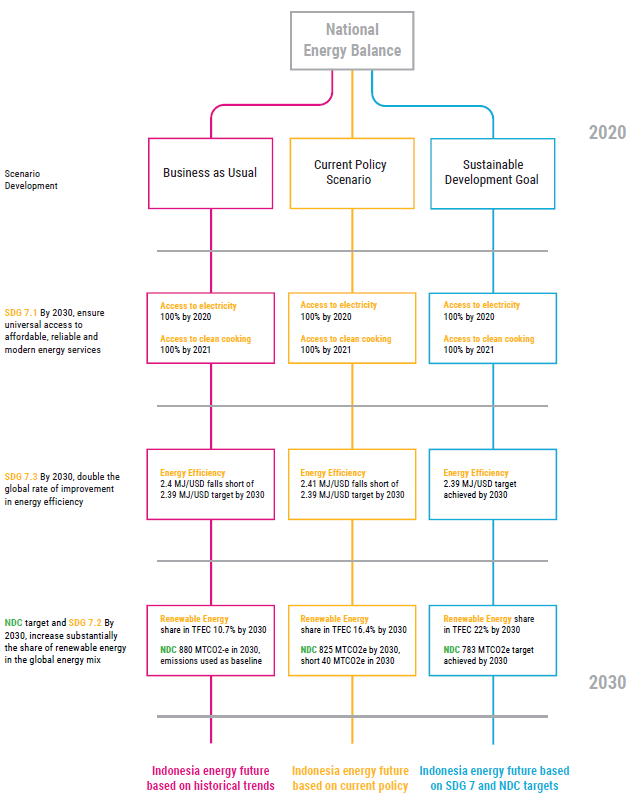 National
Energy Balance
2020
Scenario
Development
Business as Usual
Current Policy
Scenario
Sustainable
Development Goal
SDG 7.1 By 2030, ensure
universal access to
affordable, reliable and
modern energy services
Access to electricity
100% by 2020
Access to clean cooking
100% by 2021
Access to electricity
100% by 2020
Access to clean cooking
100% by 2021
Access to electricity
100% by 2020
Access to clean cooking
100% by 2021
SDG 7.3 By 2030, double the
global rate of improvement
in energy efficiency
Energy Efficiency
2.4 MJ/USD falls short of
2.39 MJ/USD target by 2030
Energy Efficiency
2.41 MJ/USD falls short of
2.39 MJ/USD target by 2030
Energy Efficiency
2.39 MJ/USD target
achieved by 2030
NDC target and SDG 7.2 By
2030, increase substantially
the share of renewable energy
in the global energy mix
Renewable Energy
share in TFEC 10.7% by 2030
NDC 880 MTCO2-e in 2030,
emissions used as baseline
Renewable Energy
share in TFEC 16.4% by 2030
NDC 825 MTCO2e by 2030,
short 40 MTCO2e in 2030
Renewable Energy share
in TFEC 22% by 2030
NDC 783 MTCO2e target
achieved by 2030
2030
Indonesia energy future
based on historical trends
Indonesia energy future
based on current policy
Indonesia energy future based
on SDG 7 and NDC targets